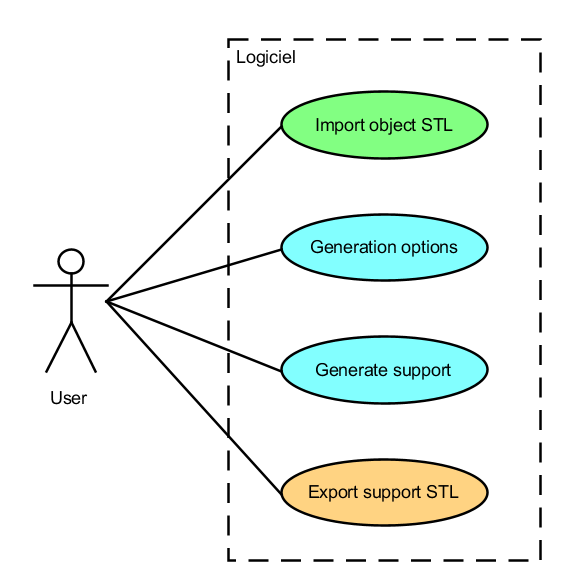 Logiciel
Import object STL
Generation options
Generate support
User
Export support STL